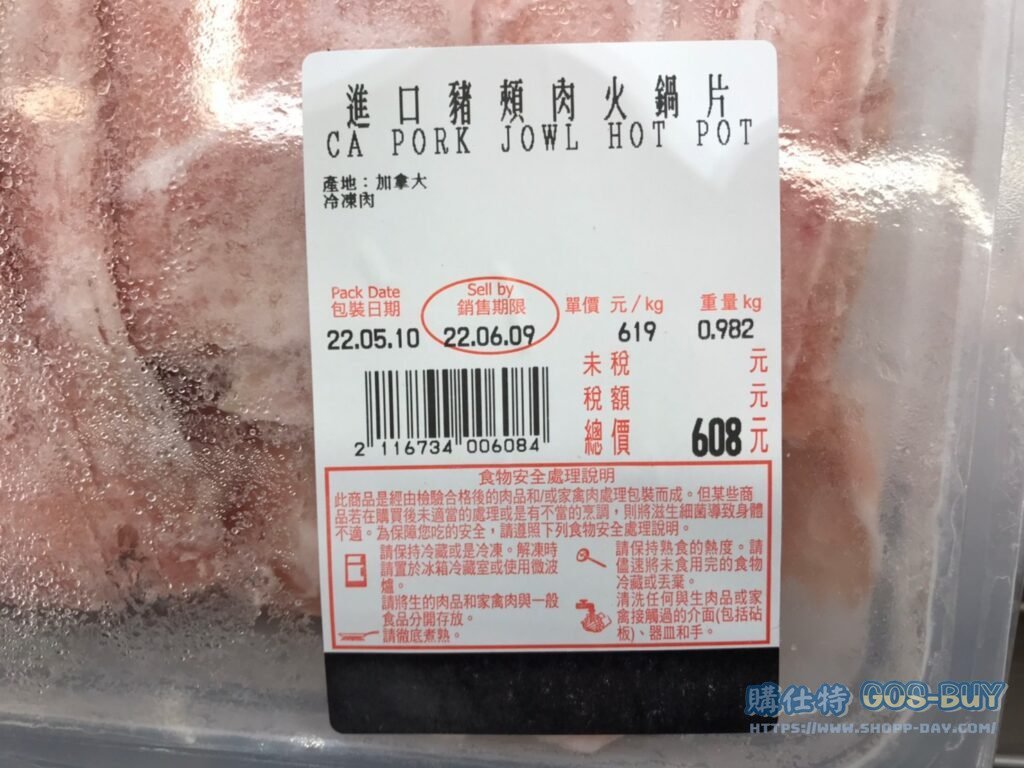 進口豬頰肉火鍋片
CA PORK JOWL HOT POT
產地：加拿大
冷凍肉
Pack Date
包裝日期
22.05.10
Sell by
銷售期限
22.06.09
單價 元/kg
619
重量kg
0.982
未稅 元
稅額 元
總價 608元
2 116734 006084
食物安全處理說明
此商品是經由檢驗合格後的肉品和/或家禽肉處理包裝而成。但某些商
品若在購買後未適當的處理或是有不當的烹調，則將滋生細菌導致身體
不適。為保障您吃的安全，請遵照下列食物安全處理說明。
請保持冷藏或是冷凍。解凍時
請置於冰箱冷藏室或使用微波
爐。
請將生的肉品和家禽肉與一般
食品分開存放。
請徹底煮熟。
請保持熟食的熱度。請
儘速將未食用完的食物
冷藏或丟棄。
清洗任何與生肉品或家
禽接觸過的介面(包括砧
板)、器皿和手。
購仕特 GOS-BUY
HTTPS://WWW.SHOPP-DAY.COM/